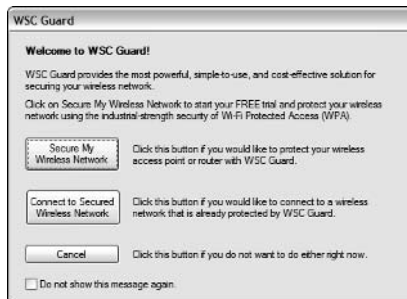 WSC Guard
Welcome to WSC Guard!
WSC Guard provides the most powerful, simple-to-use, and cost-effective solution for
securing your wireless network.
Click on Secure My Wireless Network to start your FREE trial and protect your wireless
network using the industrial-strength security of Wi-Fi Protected Access (WPA).
Secure My
Wireless Network
Click this button if you would like to protect your wireless
access point or router with WSC Guard.
Connect to Secured
Wireless Network
Click this button if you would like to connect to a wireless
network that is already protected by WSC Guard.
Cancel
Click this button if you do not want to do either right now.
Do not show this message again.